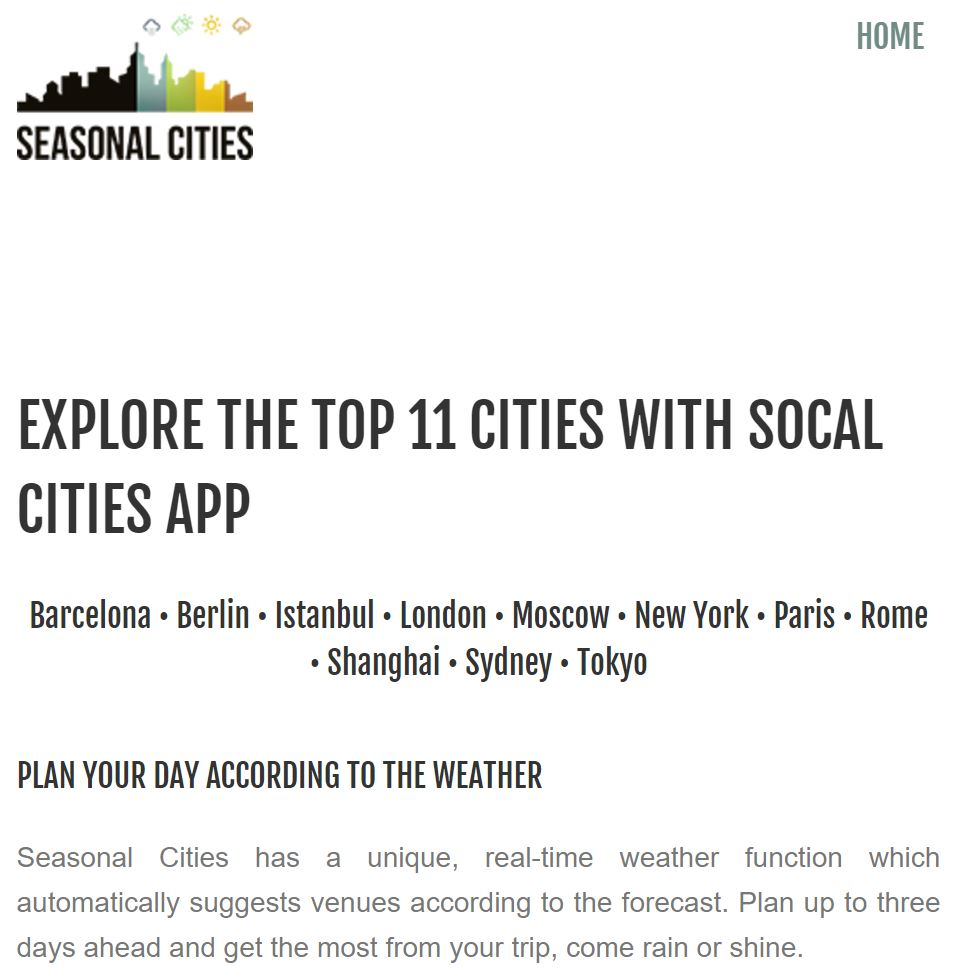 HOME
SEASONAL CITIES
EXPLORE THE TOP 11 CITIES WITH SOCAL
CITIES APP
Barcelona • Berlin • Istanbul • London • Moscow • New York • Paris • Rome
• Shanghai • Sydney • Tokyo
PLAN YOUR DAY ACCORDING TO THE WEATHER
Seasonal Cities has a unique, real-time weather function which
automatically suggests venues according to the forecast. Plan up to three
days ahead and get the most from your trip, come rain or shine.